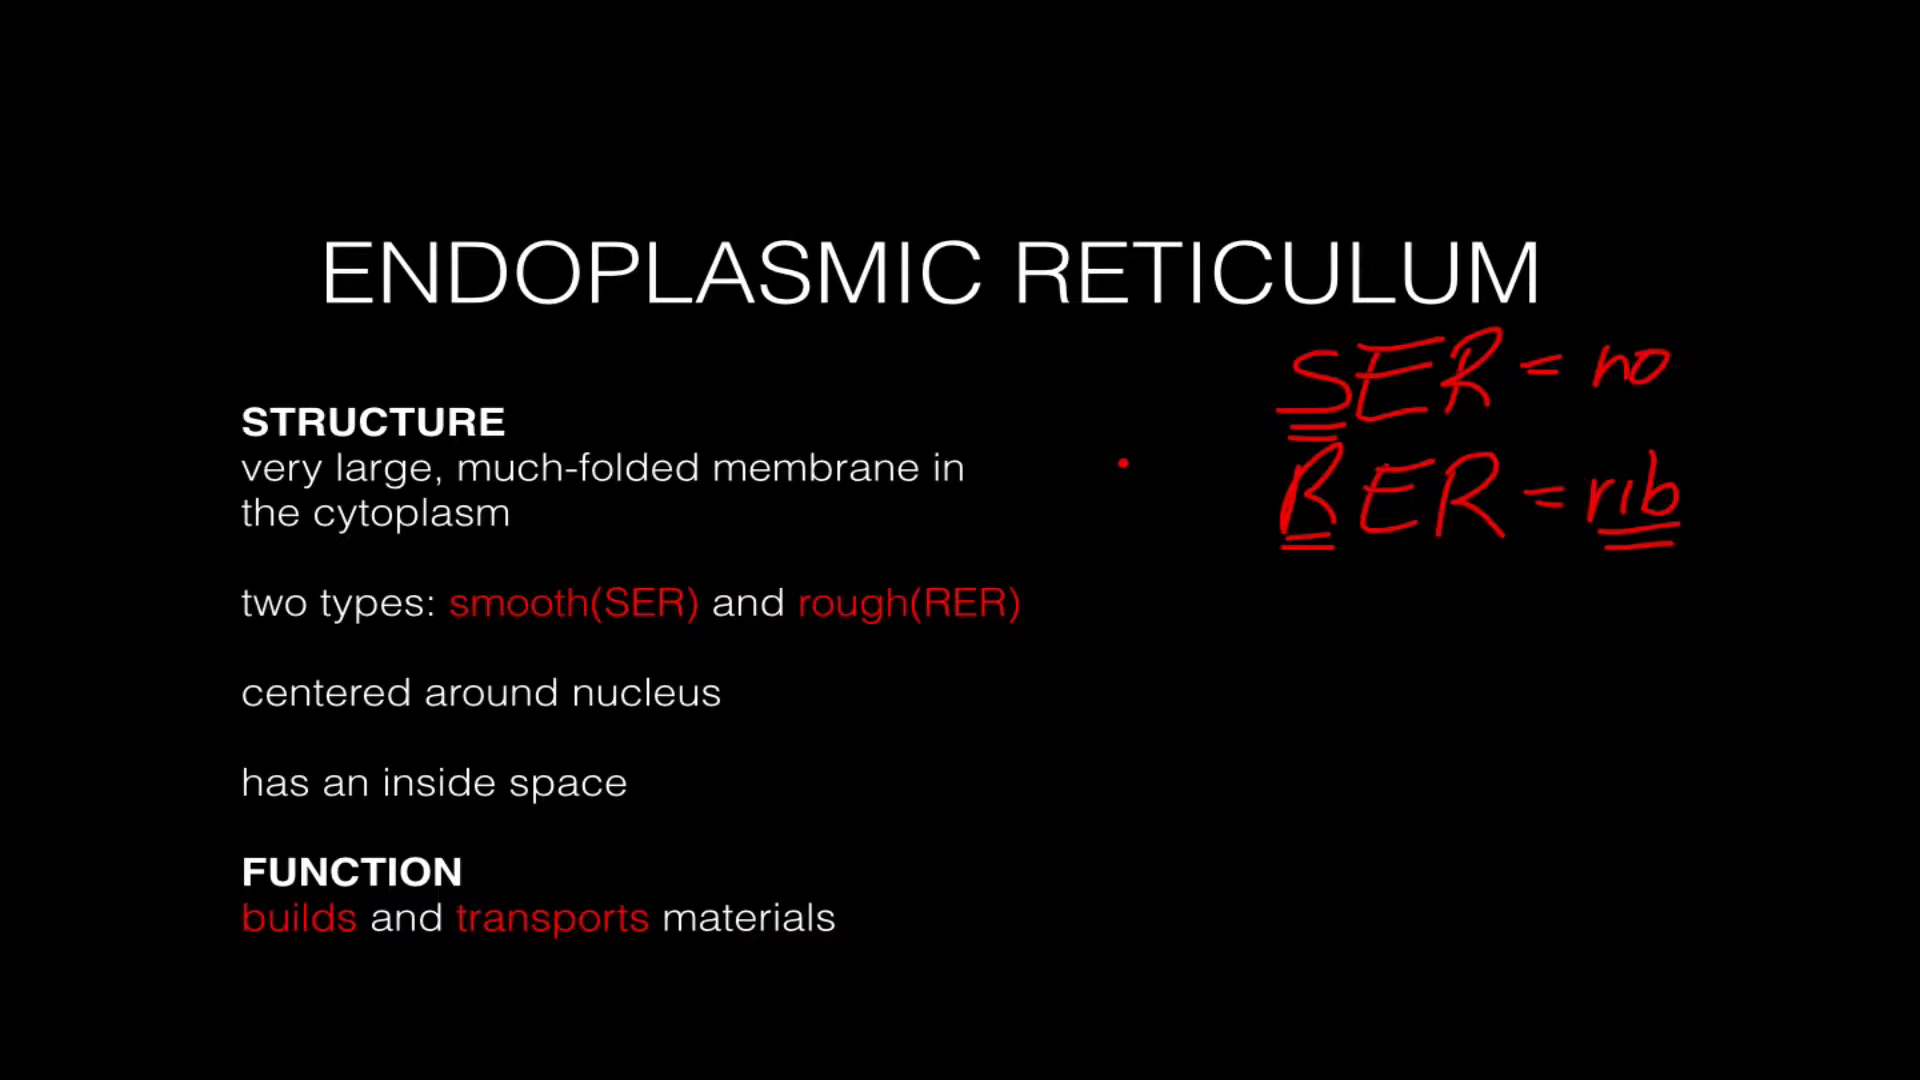 ENDOPLASMIC RETICULUM
SER = no
RER = rib
STRUCTURE
very large, much-folded membrane in
the cytoplasm
two types: smooth(SER) and rough(RER)
centered around nucleus
has an inside space
FUNCTION
builds and transports materials